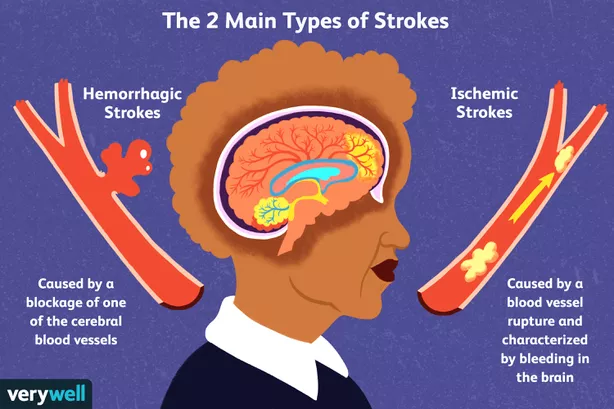 The 2 Main Types of Strokes
Hemorrhagic
Strokes
Caused by a
blockage of one
of the cerebral
blood vessels
Ischemic
Strokes
Caused by a
blood vessel
rupture and
characterized
by bleeding in
the brain
verywell